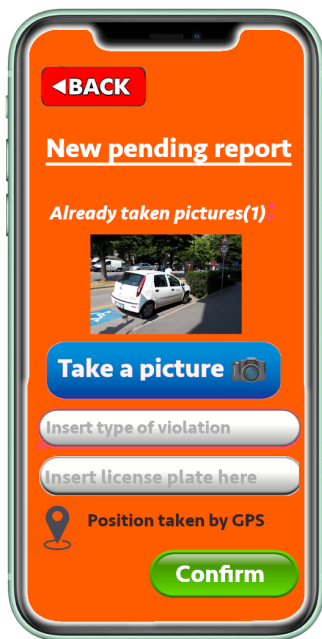 BACK
New pending report
Already taken pictures(1):
Take a picture
Insert type of violation
Insert license plate here
Position taken by GPS
Confirm